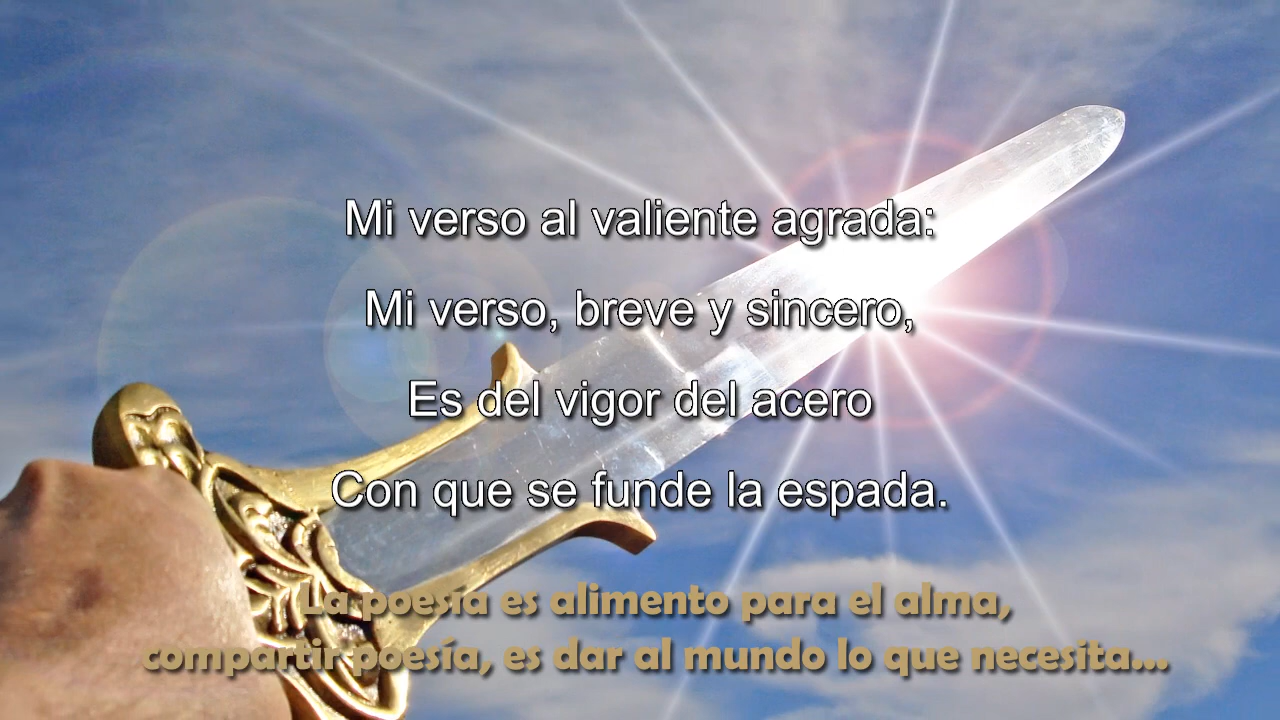 Mi verso al valiente agrada:
Mi verso, breve y sincero,
Es del vigor del acero
Con que se funde la espada.
La poesía es alimento para el alma,
compartir poesía, es dar al mundo lo que necesita...